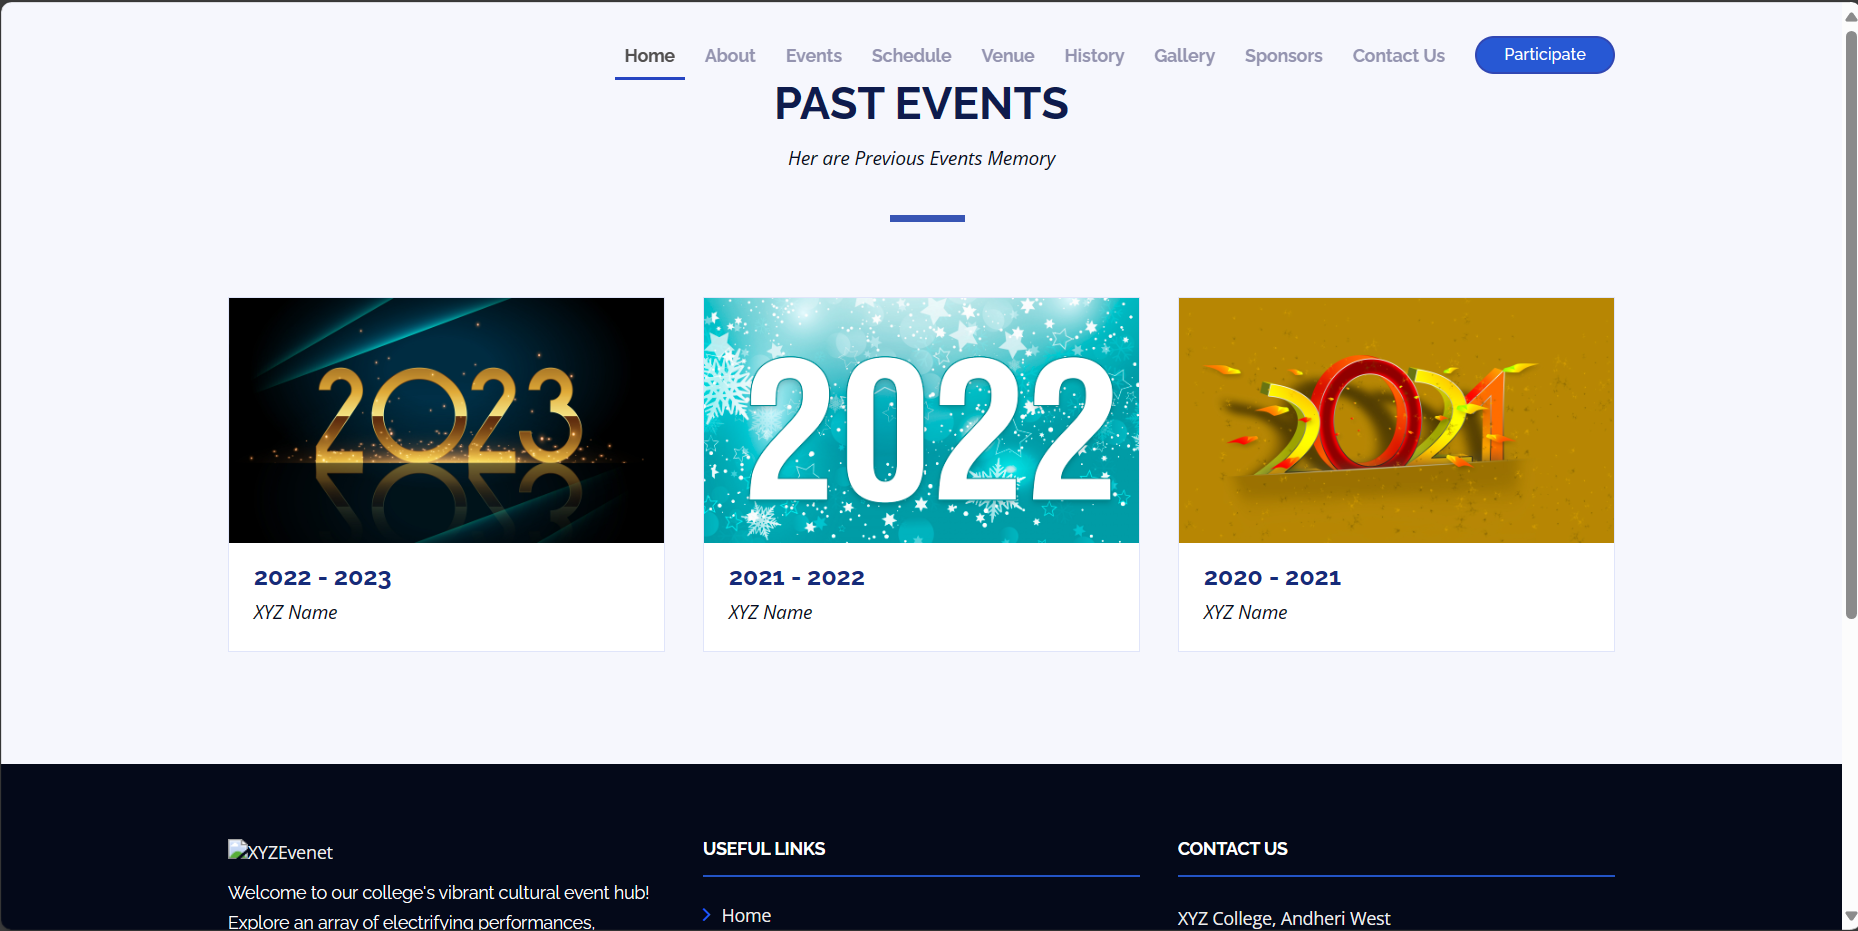 Home About Events Schedule Venue History Gallery Sponsors Contact Us Participate
PAST EVENTS
Her are Previous Events Memory
2023
2022
2021
2022 - 2023
XYZ Name
2021 - 2022
XYZ Name
2020 - 2021
XYZ Name
XYZEvenet
Welcome to our college's vibrant cultural event hub!
Explore an array of electrifying performances,
USEFUL LINKS
Home
CONTACT US
XYZ College, Andheri West